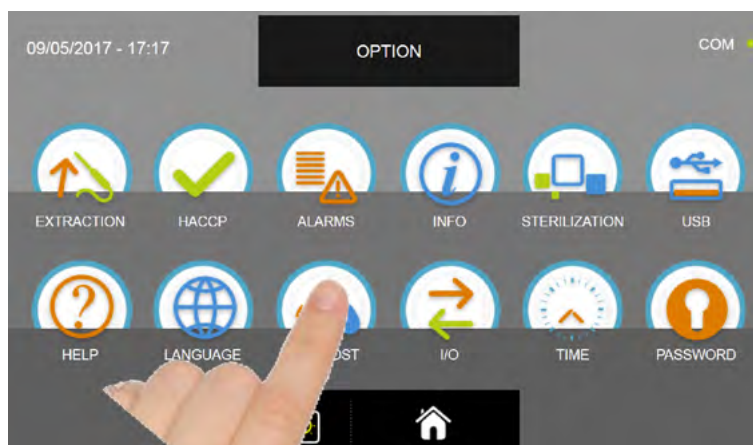 09/05/2017 - 17:17
OPTION
COM
EXTRACTION
HACCP
ALARMS
INFO
STERILIZATION
USB
HELP
LANGUAGE
I/O
TIME
PASSWORD